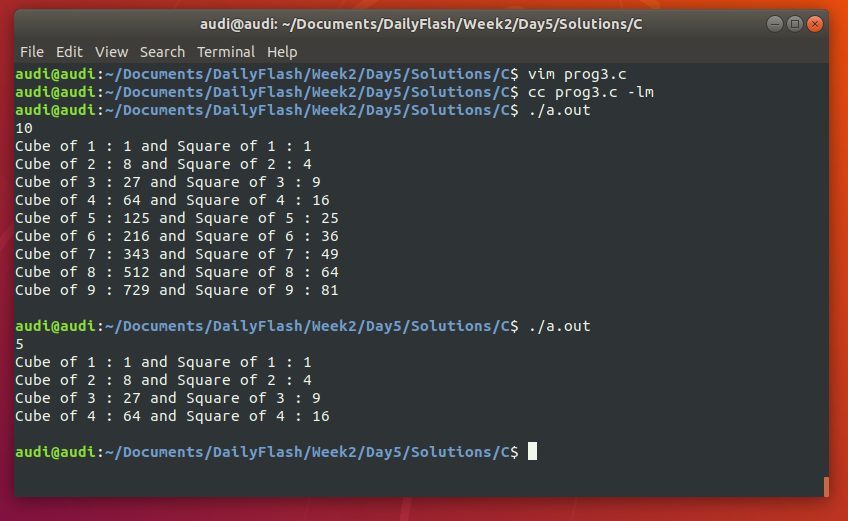 audi@audi: ~/Documents/DailyFlash/Week2/Day5/Solutions/C
File Edit View Search Terminal Help
audi@audi:~/Documents/DailyFlash/Week2/Day5/Solutions/C$ vim prog3.c
audi@audi:~/Documents/DailyFlash/Week2/Day5/Solutions/C$ cc prog3.c -lm
audi@audi:~/Documents/DailyFlash/Week2/Day5/Solutions/C$ ./a.out
10
Cube of 1 : 1 and Square of 1 : 1
Cube of 2 : 8 and Square of 2 : 4
Cube of 3 : 27 and Square of 3 : 9
Cube of 4 : 64 and Square of 4 : 16
Cube of 5 : 125 and Square of 5 : 25
Cube of 6 : 216 and Square of 6 : 36
Cube of 7 : 343 and Square of 7 : 49
Cube of 8 : 512 and Square of 8 : 64
Cube of 9 : 729 and Square of 9 : 81
audi@audi:~/Documents/DailyFlash/Week2/Day5/Solutions/C$ ./a.out
5
Cube of 1 : 1 and Square of 1 : 1
Cube of 2 : 8 and Square of 2 : 4
Cube of 3 : 27 and Square of 3 : 9
Cube of 4 : 64 and Square of 4 : 16
audi@audi:~/Documents/DailyFlash/Week2/Day5/Solutions/C$